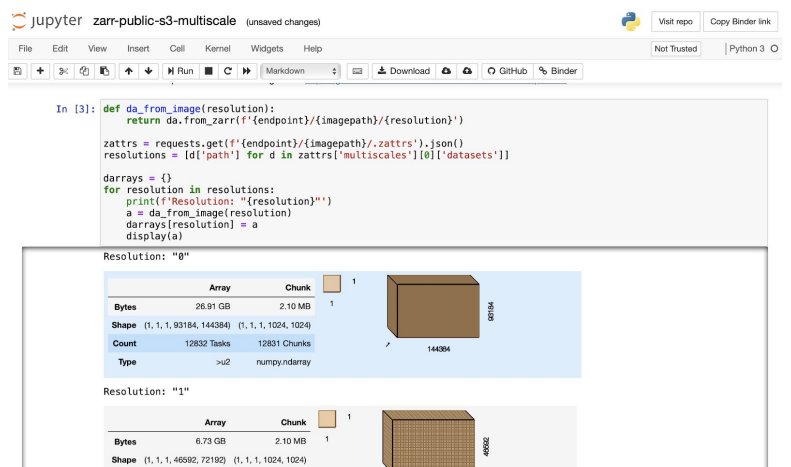 jupyter zarr-public-s3-multiscale (unsaved changes) Visit repo Copy Binder link
File Edit View Insert Cell Kernel Widgets Help Not Trusted Python 3
Run Markdown Download GitHub Binder
In [3]: def da_from_image(resolution):
return da.from_zarr(f'{endpoint}/{imagepath}/{resolution}')
zattrs = requests.get(f'{endpoint}/{imagepath}/.zattrs').json()
resolutions = [d['path'] for d in zattrs['multiscales'][0]['datasets']]
darrays = {}
for resolution in resolutions:
print(f'Resolution: "{resolution}"')
a = da_from_image(resolution)
darrays[resolution] = a
display(a)
Resolution: "0"
Array Chunk 1
Bytes 26.91 GB 2.10 MB 1
Shape (1, 1, 1, 93184, 144384) (1, 1, 1, 1024, 1024) 93184
Count 12832 Tasks 12831 Chunks
Type >u2 numpy.ndarray 144384
Resolution: "1"
Array Chunk 1
Bytes 6.73 GB 2.10 MB 1
Shape (1, 1, 1, 46592, 72192) (1, 1, 1, 1024, 1024) 46592